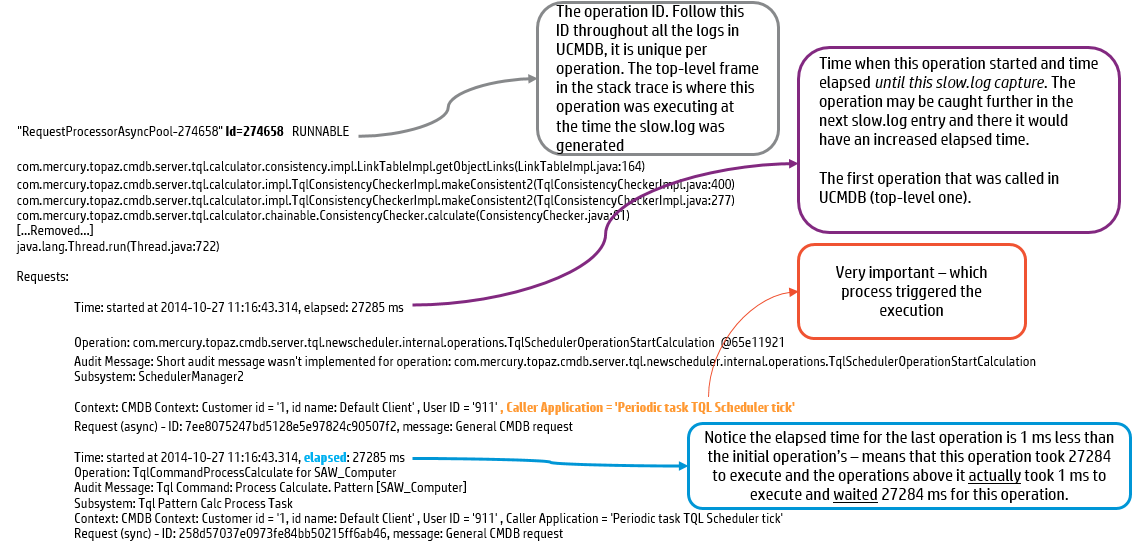 The operation ID. Follow this
ID throughout all the logs in
UCMDB, it is unique per
operation. The top-level frame
in the stack trace is where this
operation was executing at
the time the slow.log was
generated
Time when this operation started and time
elapsed until this slow.log capture. The
operation may be caught further in the
next slow.log entry and there it would
have an increased elapsed time.
The first operation that was called in
UCMDB (top-level one).
"RequestProcessorAsyncPool-274658" Id=274658 RUNNABLE
com.mercury.topaz.cmdb.server.tql.calculator.consistency.impl.LinkTableImpl.getObjectLinks(LinkTableImpl.java:164)
com.mercury.topaz.cmdb.server.tql.calculator.impl.TqlConsistencyCheckerImpl.makeConsistent2(TqlConsistencyCheckerImpl.java:400)
com.mercury.topaz.cmdb.server.tql.calculator.impl.TqlConsistencyCheckerImpl.makeConsistent2(TqlConsistencyCheckerImpl.java:277)
com.mercury.topaz.cmdb.server.tql.calculator.chainable.ConsistencyChecker.calculate(ConsistencyChecker.java:61)
[...Removed...]
java.lang.Thread.run(Thread.java:722)
Very important – which
process triggered the
execution
Requests:
Time: started at 2014-10-27 11:16:43.314, elapsed: 27285 ms
Operation: com.mercury.topaz.cmdb.server.tql.newscheduler.internal.operations.TqlSchedulerOperationStartCalculation @65e11921
Audit Message: Short audit message wasn't implemented for operation: com.mercury.topaz.cmdb.server.tql.newscheduler.internal.operations.TqlSchedulerOperationStartCalculation
Subsystem: SchedulerManager2
Context: CMDB Context: Customer id = '1, id name: Default Client' , User ID = '911' , Caller Application = 'Periodic task TQL Scheduler tick'
Request (async) - ID: 7ee8075247bd5128e5e97824c90507f2, message: General CMDB request
Time: started at 2014-10-27 11:16:43.314, elapsed: 27285 ms
Operation: TqlCommandProcessCalculate for SAW_Computer
Audit Message: Tql Command: Process Calculate. Pattern [SAW_Computer]
Subsystem: Tql Pattern Calc Process Task
Context: CMDB Context: Customer id = '1, id name: Default Client' , User ID = '911' , Caller Application = 'Periodic task TQL Scheduler tick'
Request (sync) - ID: 258d57037e0973fe84bb50215ff6ab46, message: General CMDB request
Notice the elapsed time for the last operation is 1 ms less than
the initial operation's – means that this operation took 27284
to execute and the operations above it actually took 1 ms to
execute and waited 27284 ms for this operation.